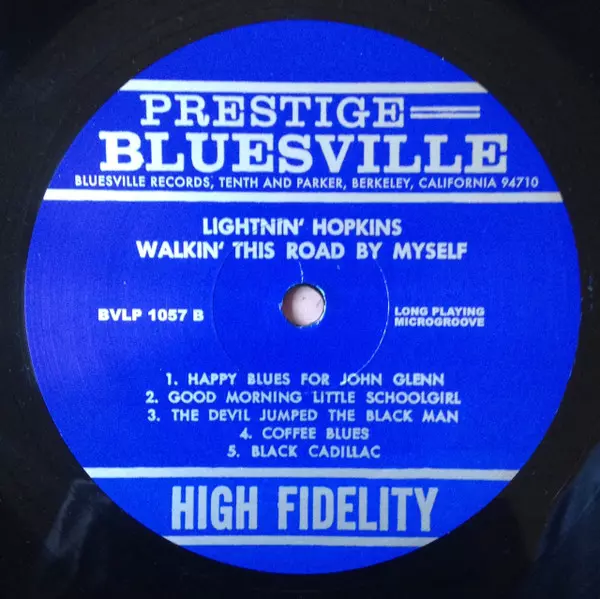 PRESTIGE
BLUESVILLE
BLUESVILLE RECORDS, TENTH AND PARKER, BERKELEY, CALIFORNIA 94710
LIGHTNIN' HOPKINS
WALKIN' THIS ROAD BY MYSELF
BVLP 1057 B
LONG PLAYING
MICROGROOVE
1. HAPPY BLUES FOR JOHN GLENN
2. GOOD MORNING LITTLE SCHOOLGIRL
3. THE DEVIL JUMPED THE BLACK MAN
4. COFFEE BLUES
5. BLACK CADILLAC
HIGH FIDELITY